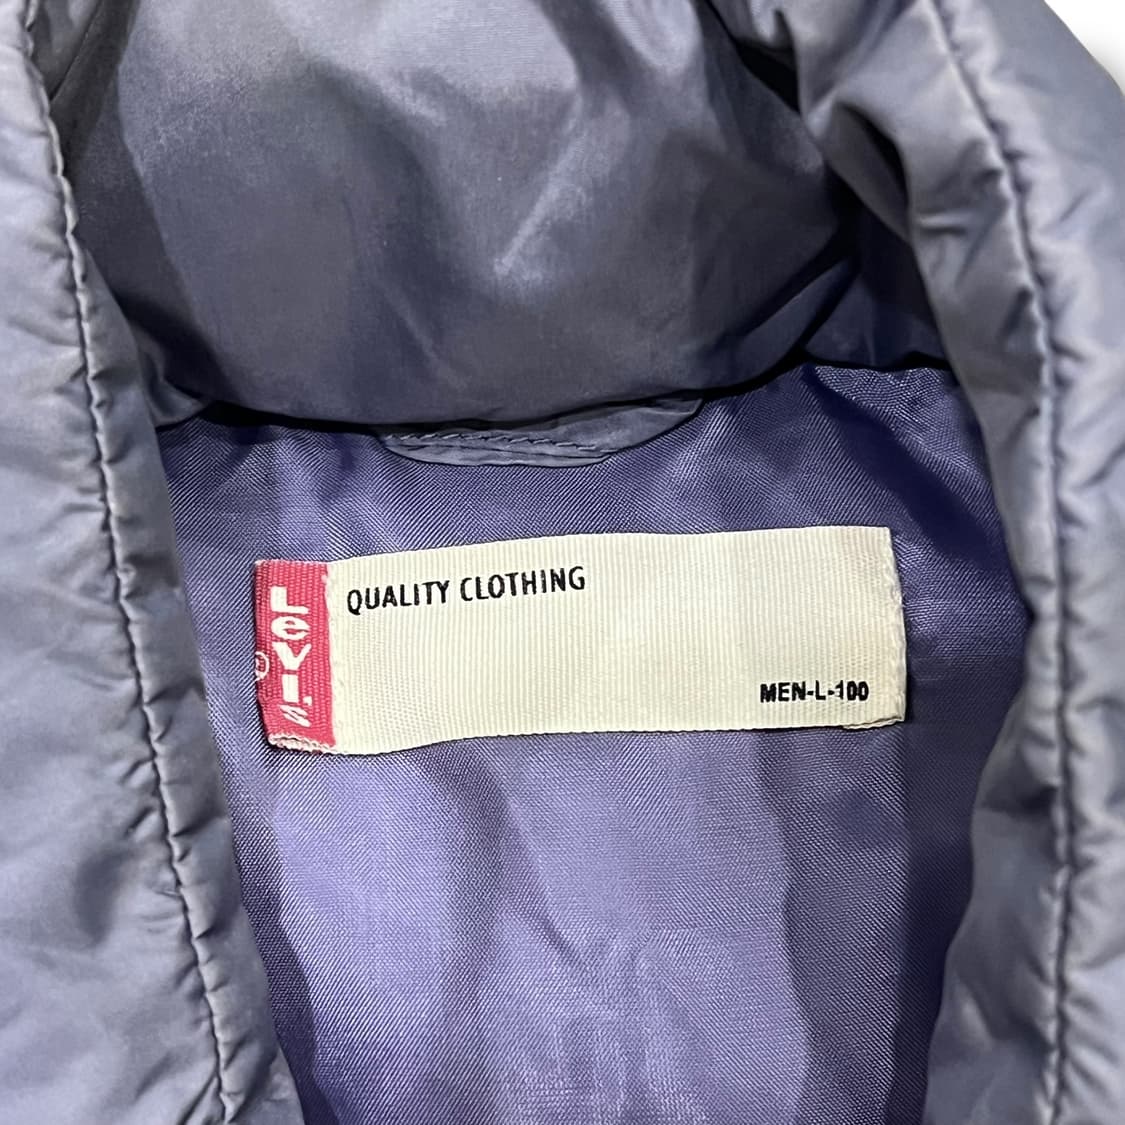 Levi's
®
QUALITY CLOTHING
MEN-L-100